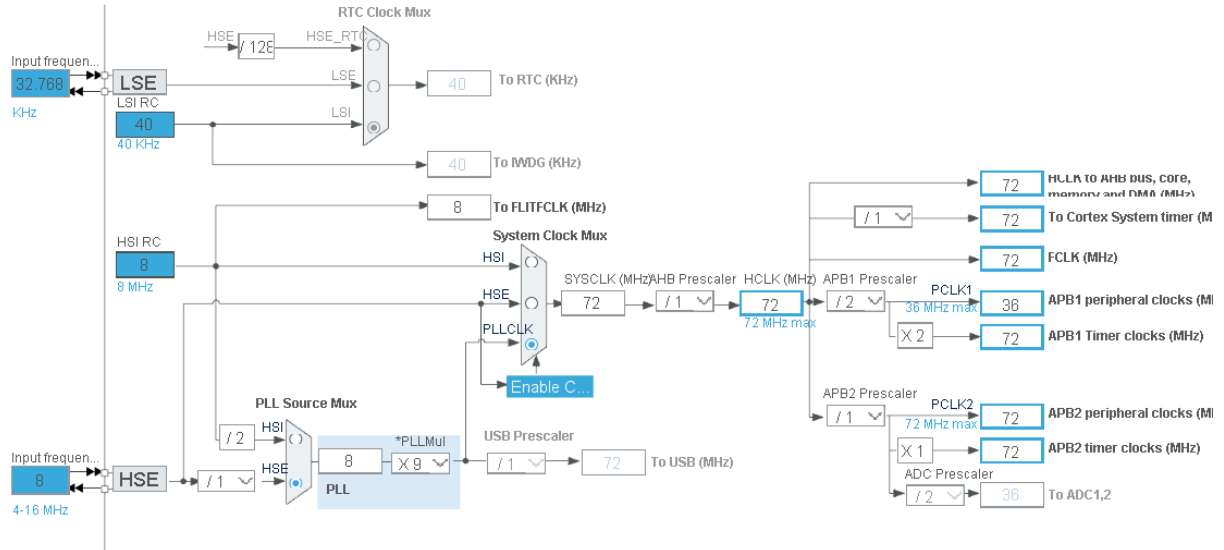 RTC Clock Mux
HSE
/ 128
HSE_RTC
Input frequen...
32.768
KHz
LSE
LSE
40
To RTC (KHz)
LSI RC
40
40 KHz
LSI
40
To IWDG (KHz)
8
To FLITFCLK (MHz)
HSI RC
8
8 MHz
System Clock Mux
HSI
HSE
PLLCLK
Enable C...
SYSCLK (MHz)
72
AHB Prescaler
/ 1
HCLK (MHz)
72
72 MHz max
72
HCLK to AHB bus, core,
memory and DMA (MHz)
/ 1
72
To Cortex System timer (M
72
FCLK (MHz)
APB1 Prescaler
/ 2
PCLK1
36 MHz max
36
APB1 peripheral clocks (M
X 2
72
APB1 Timer clocks (MHz)
APB2 Prescaler
/ 1
PCLK2
72 MHz max
72
APB2 peripheral clocks (M
X 1
72
APB2 timer clocks (MHz)
ADC Prescaler
/ 2
36
To ADC1,2
PLL Source Mux
HSI
/ 2
Input frequen...
8
4-16 MHz
HSE
/ 1
HSE
8
*PLLMul
X 9
PLL
USB Prescaler
/ 1
72
To USB (MHz)